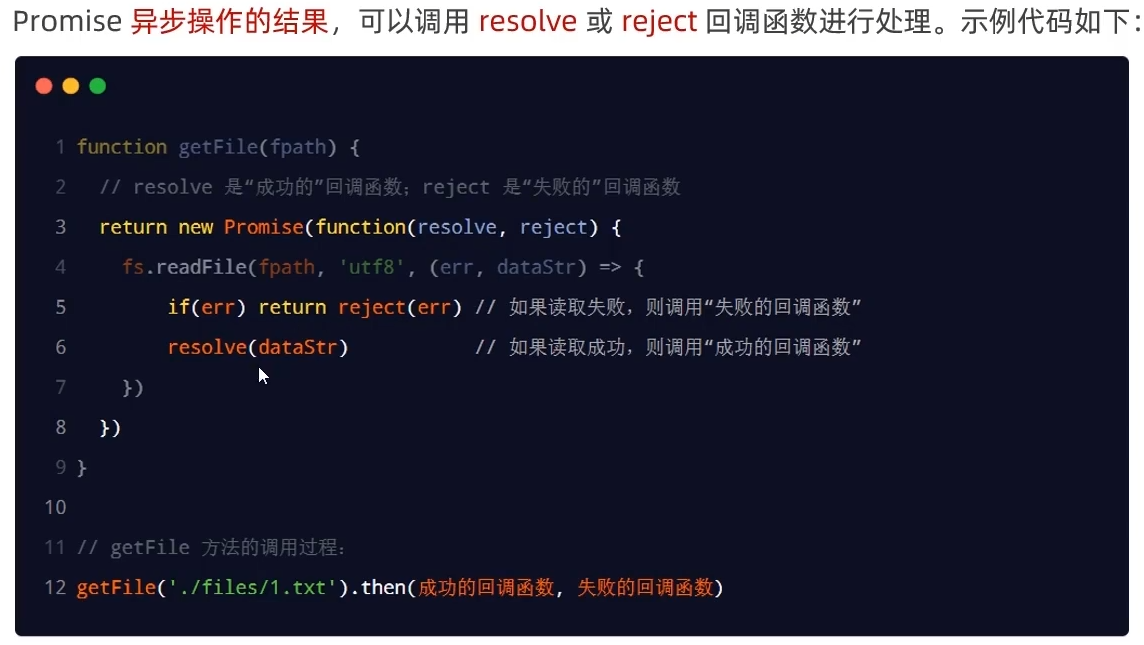 Promise 异步操作的结果，可以调用 resolve 或 reject 回调函数进行处理。示例代码如下：
1 function getFile(fpath) {
2 // resolve 是“成功的”回调函数；reject 是“失败的”回调函数
3 return new Promise(function(resolve, reject) {
4 fs.readFile(fpath, 'utf8', (err, dataStr) => {
5 if(err) return reject(err) // 如果读取失败，则调用“失败的回调函数”
6 resolve(dataStr) // 如果读取成功，则调用“成功的回调函数”
7 })
8 })
9 }
10
11 // getFile 方法的调用过程：
12 getFile('./files/1.txt').then(成功的回调函数, 失败的回调函数)